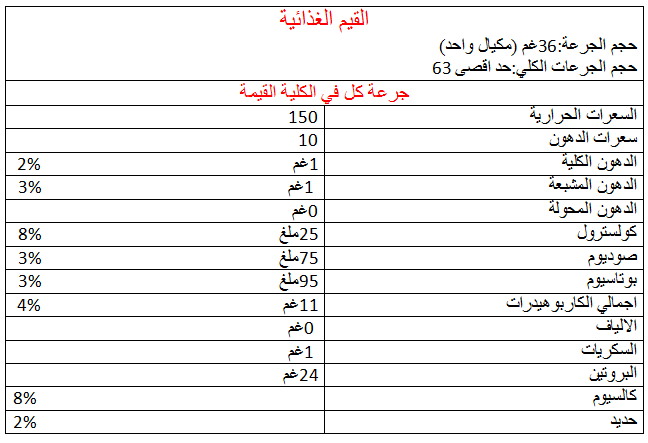 القيم الغذائية
حجم الجرعة:36غم (مكيال واحد)
حجم الجرعات الكلي:حد اقصى 63
جرعة كل في الكلية القيمة
السعرات الحرارية 150
سعرات الدهون 10
الدهون الكلية 1غم 2%
الدهون المشبعة 1غم 3%
الدهون المحولة 0غم
كولسترول 25ملغ 8%
صوديوم 75ملغ 3%
بوتاسيوم 95ملغ 3%
اجمالي الكاربوهيدرات 11غم 4%
الالياف 0غم
السكريات 1غم
البروتين 24غم
كالسيوم 8%
حديد 2%